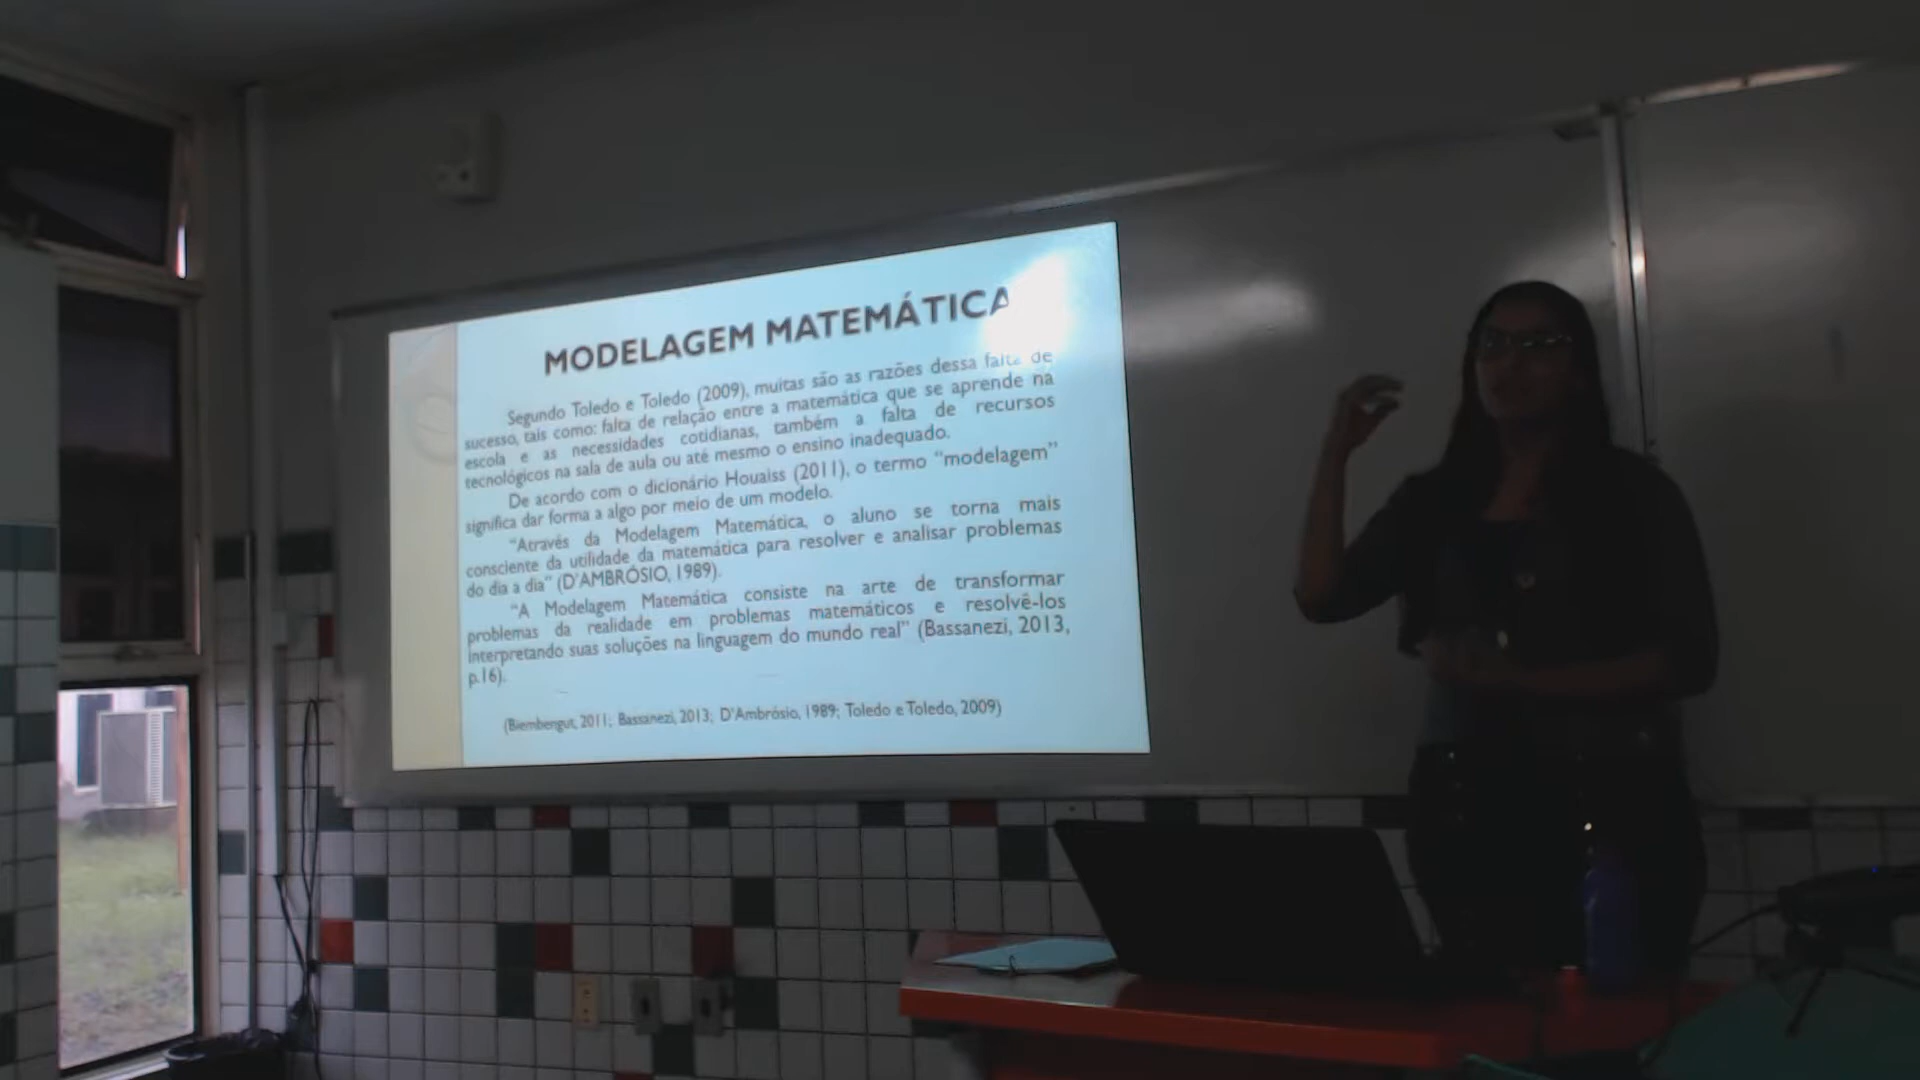 MODELAGEM MATEMÁTICA
Segundo Toledo e Toledo (2009), muitas são as razões dessa falta de
sucesso, tais como: falta de relação entre a matemática que se aprende na
escola e as necessidades cotidianas, também a falta de recursos
tecnológicos na sala de aula ou até mesmo o ensino inadequado.
De acordo com o dicionário Houaiss (2011), o termo “modelagem”
significa dar forma a algo por meio de um modelo.
“Através da Modelagem Matemática, o aluno se torna mais
consciente da utilidade da matemática para resolver e analisar problemas
do dia a dia” (D’AMBRÓSIO, 1989).
“A Modelagem Matemática consiste na arte de transformar
problemas da realidade em problemas matemáticos e resolvê-los
interpretando suas soluções na linguagem do mundo real” (Bassanezi, 2013,
p.16).
(Biembengut, 2011; Bassanezi, 2013; D’Ambrósio, 1989; Toledo e Toledo, 2009)